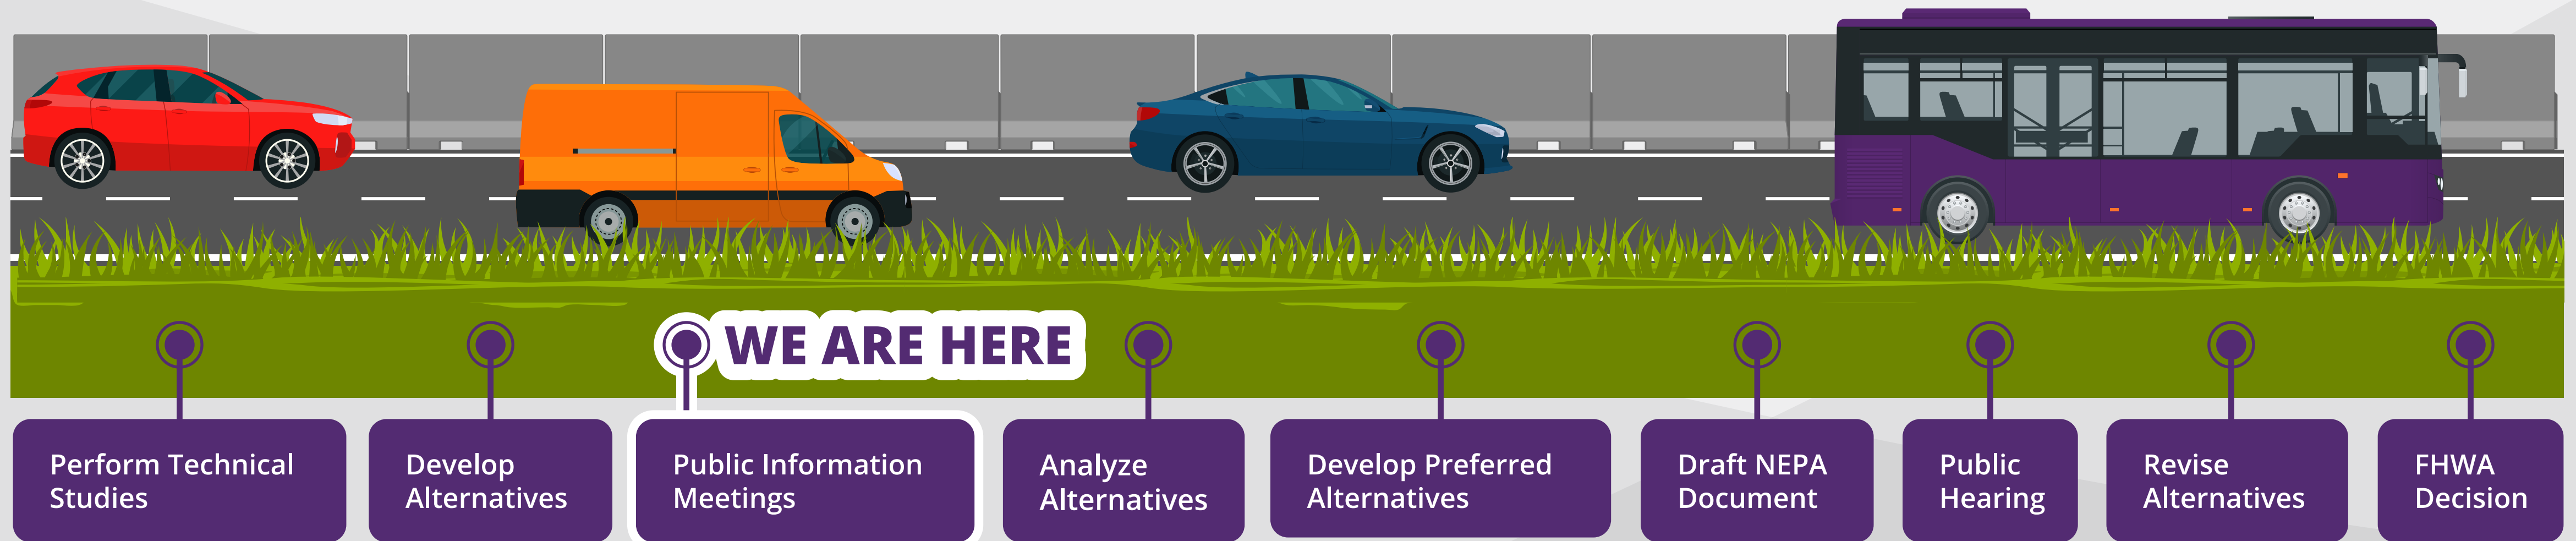 WE ARE HERE
Perform Technical
Studies
Develop
Alternatives
Public Information
Meetings
Analyze
Alternatives
Develop Preferred
Alternatives
Draft NEPA
Document
Public
Hearing
Revise
Alternatives
FHWA
Decision